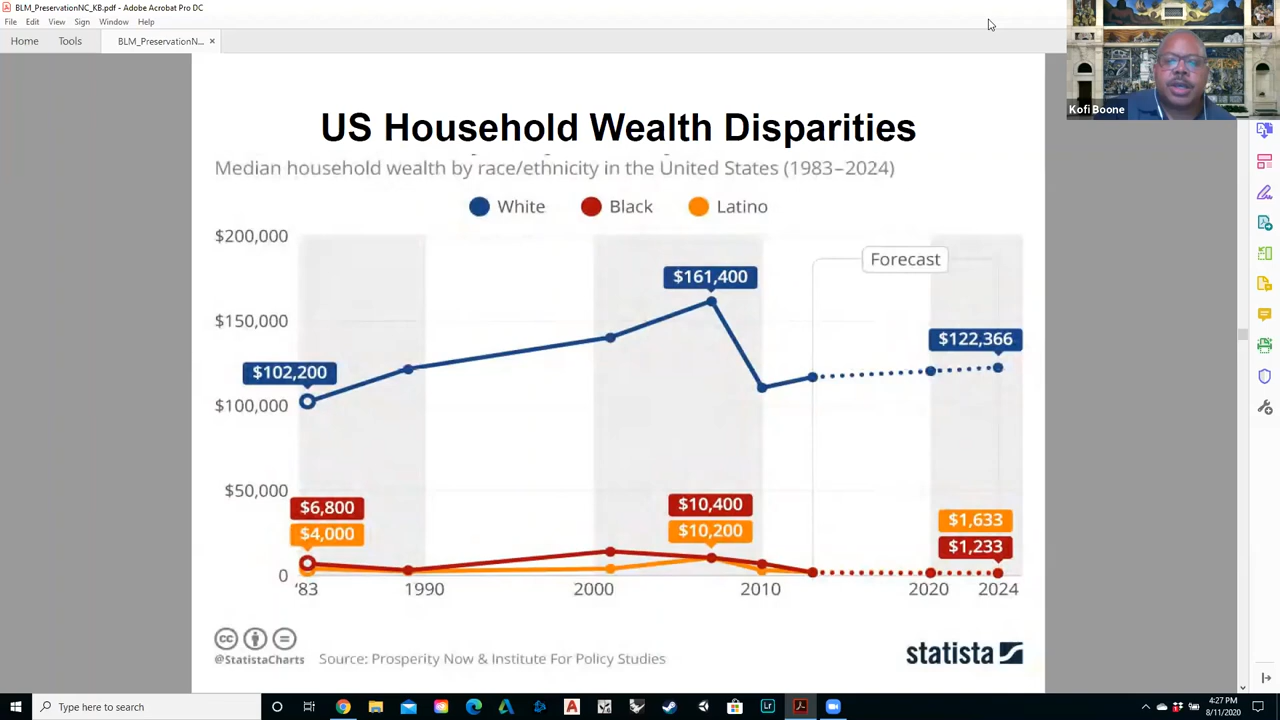 BLM_PreservationNC_KB.pdf - Adobe Acrobat Pro DC
File Edit View Sign Window Help
Home Tools BLM_PreservationN... ×
Kofi Boone
US Household Wealth Disparities
Median household wealth by race/ethnicity in the United States (1983–2024)
White Black Latino
$200,000
Forecast
$161,400
$150,000
$122,366
$102,200
$100,000
$50,000
$6,800
$10,400
$4,000
$10,200
$1,633
$1,233
0
‘83 1990 2000 2010 2020 2024
cc
@StatistaCharts Source: Prosperity Now & Institute For Policy Studies
statista
Type here to search
Lr
4:27 PM
8/11/2020